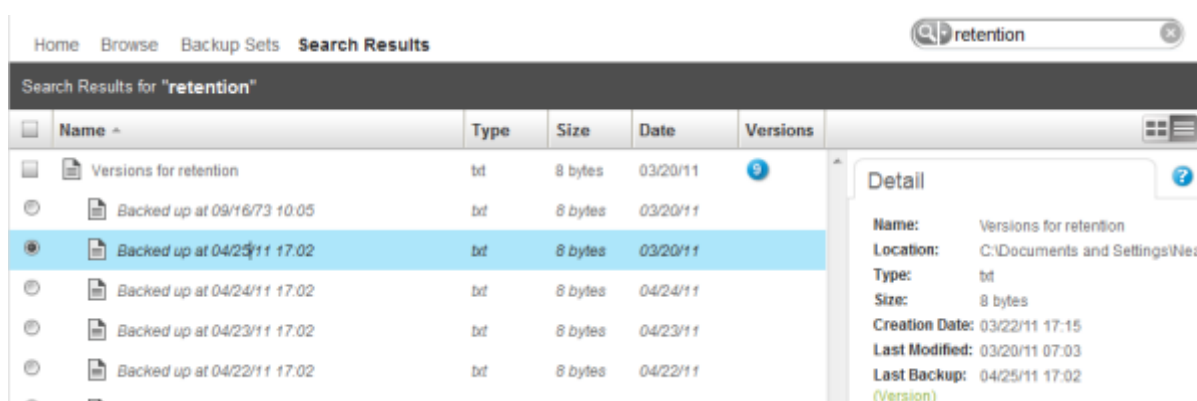 Home Browse Backup Sets Search Results retention
Search Results for "retention"
Name Type Size Date Versions
Versions for retention txt 8 bytes 03/20/11 9
Backed up at 09/16/73 10:05 txt 8 bytes 03/20/11
Backed up at 04/25/11 17:02 txt 8 bytes 03/20/11
Backed up at 04/24/11 17:02 txt 8 bytes 04/24/11
Backed up at 04/23/11 17:02 txt 8 bytes 04/23/11
Backed up at 04/22/11 17:02 txt 8 bytes 04/22/11
Detail ?
Name: Versions for retention
Location: C:\Documents and Settings\Nea
Type: txt
Size: 8 bytes
Creation Date: 03/22/11 17:15
Last Modified: 03/20/11 07:03
Last Backup: 04/25/11 17:02
(Version)